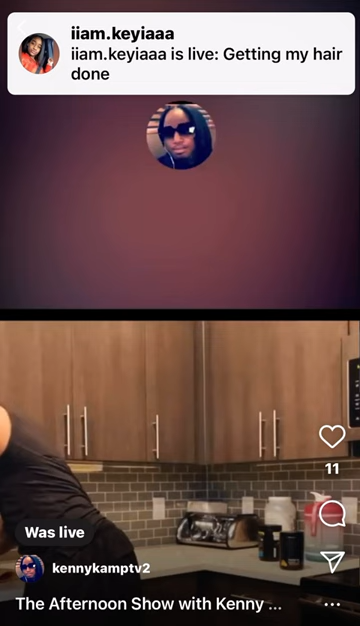 iiam.keyiaaa
iiam.keyiaaa is live: Getting my hair
done
11
Was live
kennykamptv2
The Afternoon Show with Kenny ...